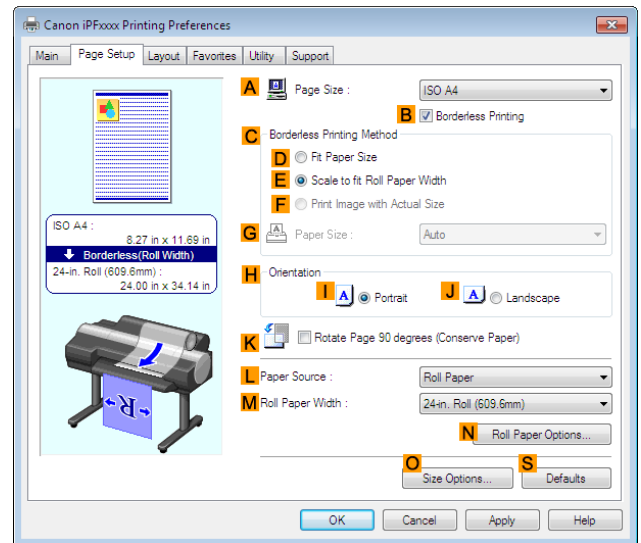 Canon iPFxxxx Printing Preferences
Main Page Setup Layout Favorites Utility Support
A Page Size : ISO A4
B Borderless Printing
C Borderless Printing Method
D Fit Paper Size
E Scale to fit Roll Paper Width
F Print Image with Actual Size
G Paper Size : Auto
ISO A4 :
8.27 in x 11.69 in
Borderless(Roll Width)
24-in. Roll (609.6mm) :
24.00 in x 34.14 in
H Orientation
I A Portrait J A Landscape
K Rotate Page 90 degrees (Conserve Paper)
L Paper Source : Roll Paper
M Roll Paper Width : 24-in. Roll (609.6mm)
N Roll Paper Options...
O Size Options... S Defaults
R
OK Cancel Apply Help